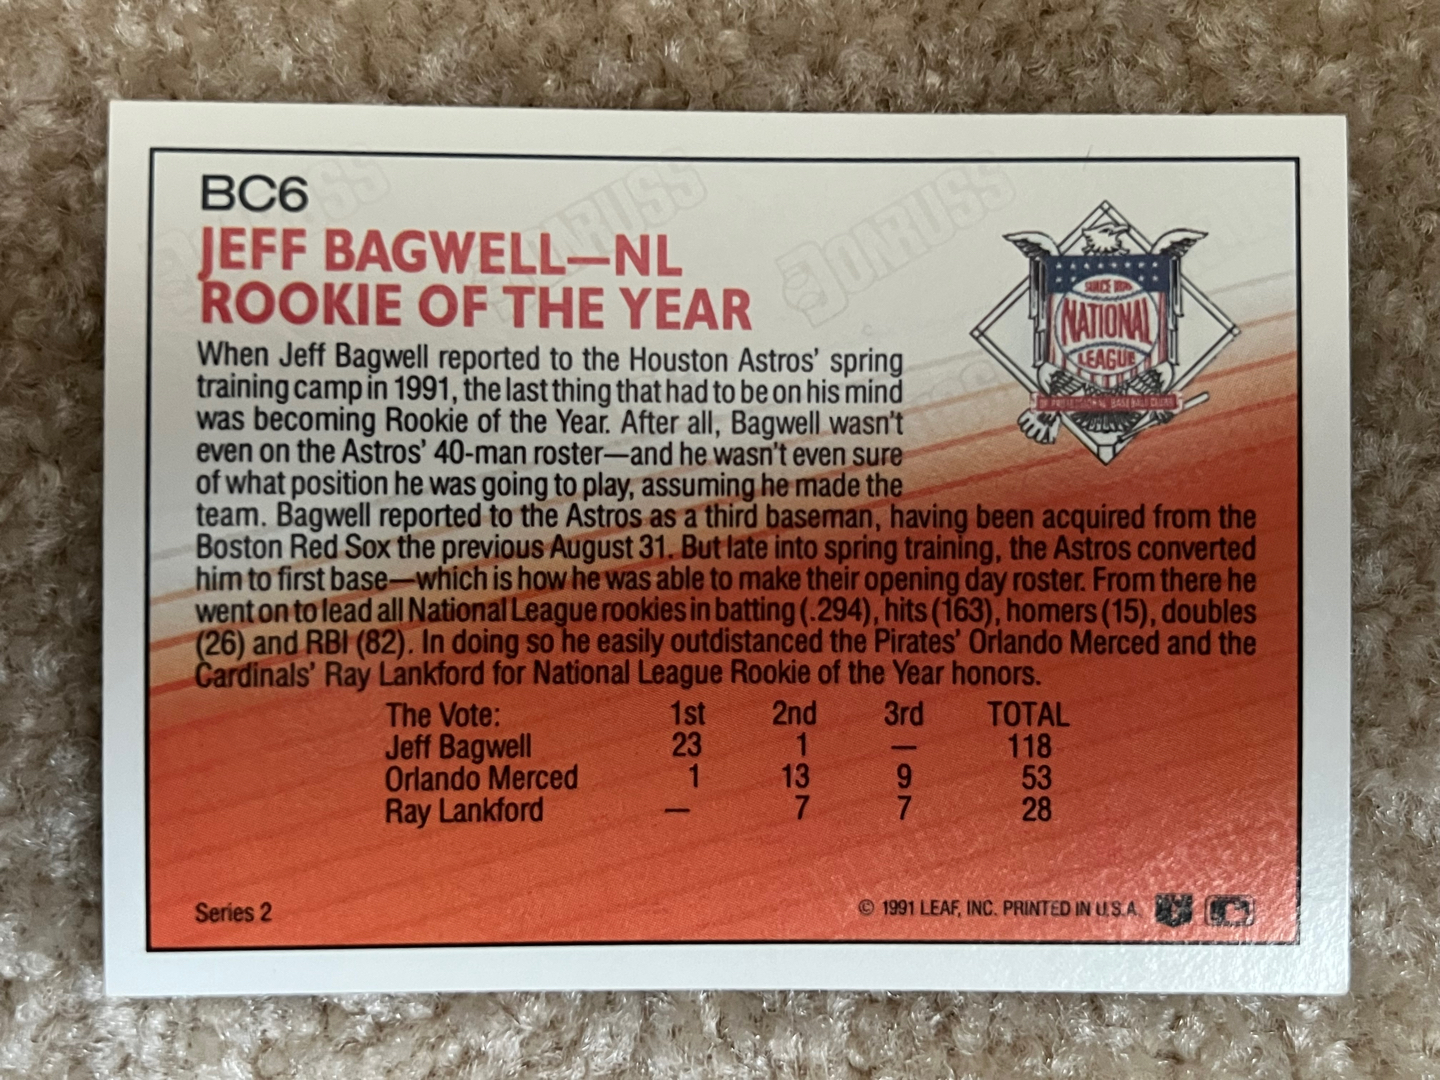 BC6
JEFF BAGWELL—NL
ROOKIE OF THE YEAR
When Jeff Bagwell reported to the Houston Astros' spring
training camp in 1991, the last thing that had to be on his mind
was becoming Rookie of the Year. After all, Bagwell wasn't
even on the Astros' 40-man roster—and he wasn't even sure
of what position he was going to play, assuming he made the
team. Bagwell reported to the Astros as a third baseman, having been acquired from the
Boston Red Sox the previous August 31. But late into spring training, the Astros converted
him to first base—which is how he was able to make their opening day roster. From there he
went on to lead all National League rookies in batting (.294), hits (163), homers (15), doubles
(26) and RBI (82). In doing so he easily outdistanced the Pirates' Orlando Merced and the
Cardinals' Ray Lankford for National League Rookie of the Year honors.
The Vote: 1st 2nd 3rd TOTAL
Jeff Bagwell 23 1 — 118
Orlando Merced 1 13 9 53
Ray Lankford — 7 7 28
Series 2
© 1991 LEAF, INC. PRINTED IN U.S.A.
SINCE 1876
NATIONAL
LEAGUE
OF PROFESSIONAL BASEBALL CLUBS
DONRUSS
DONRUSS
DONRUSS